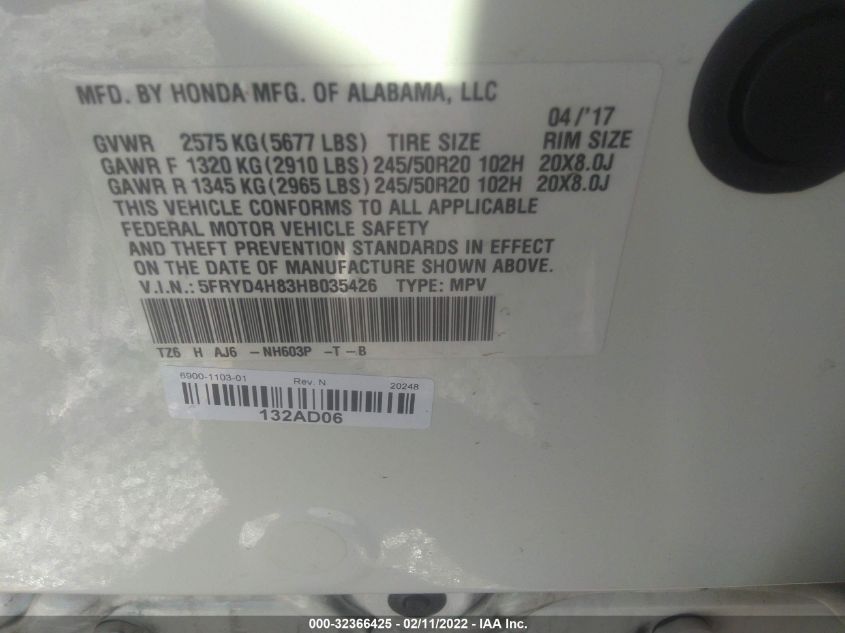 MFD. BY HONDA MFG. OF ALABAMA, LLC
04/'17
GVWR 2575 KG(5677 LBS) TIRE SIZE RIM SIZE
GAWR F 1320 KG(2910 LBS) 245/50R20 102H 20X8.0J
GAWR R 1345 KG(2965 LBS) 245/50R20 102H 20X8.0J
THIS VEHICLE CONFORMS TO ALL APPLICABLE
FEDERAL MOTOR VEHICLE SAFETY
AND THEFT PREVENTION STANDARDS IN EFFECT
ON THE DATE OF MANUFACTURE SHOWN ABOVE.
V.I.N.: 5FRYD4H83HB035426 TYPE: MPV
TZ6 H AJ6 -NH603P -T-B
6900-1103-01 Rev. N 20248
132AD06
000-32366425 - 02/11/2022 - IAA Inc.